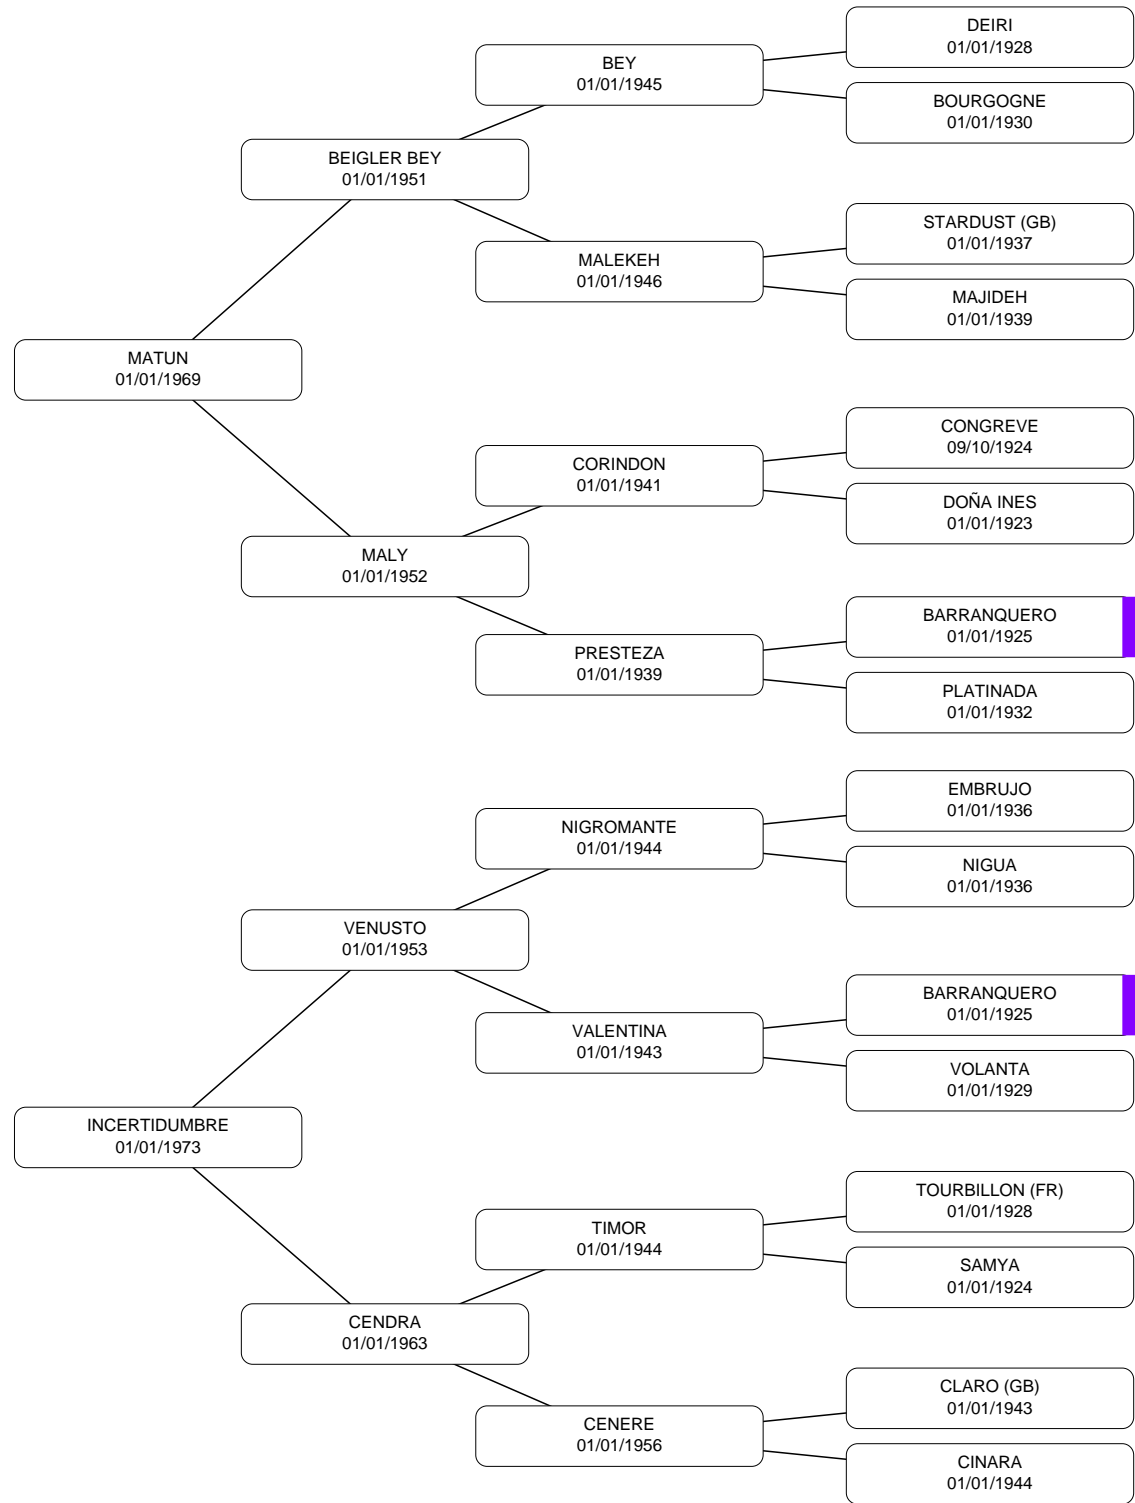 DEIRI
01/01/1928
BEY
01/01/1945
BOURGOGNE
01/01/1930
BEIGLER BEY
01/01/1951
STARDUST (GB)
01/01/1937
MALEKEH
01/01/1946
MAJIDEH
01/01/1939
MATUN
01/01/1969
CONGREVE
09/10/1924
CORINDON
01/01/1941
DOÑA INES
01/01/1923
MALY
01/01/1952
BARRANQUERO
01/01/1925
PRESTEZA
01/01/1939
PLATINADA
01/01/1932
EMBRUJO
01/01/1936
NIGROMANTE
01/01/1944
NIGUA
01/01/1936
VENUSTO
01/01/1953
BARRANQUERO
01/01/1925
VALENTINA
01/01/1943
VOLANTA
01/01/1929
INCERTIDUMBRE
01/01/1973
TOURBILLON (FR)
01/01/1928
TIMOR
01/01/1944
SAMYA
01/01/1924
CENDRA
01/01/1963
CLARO (GB)
01/01/1943
CENERE
01/01/1956
CINARA
01/01/1944